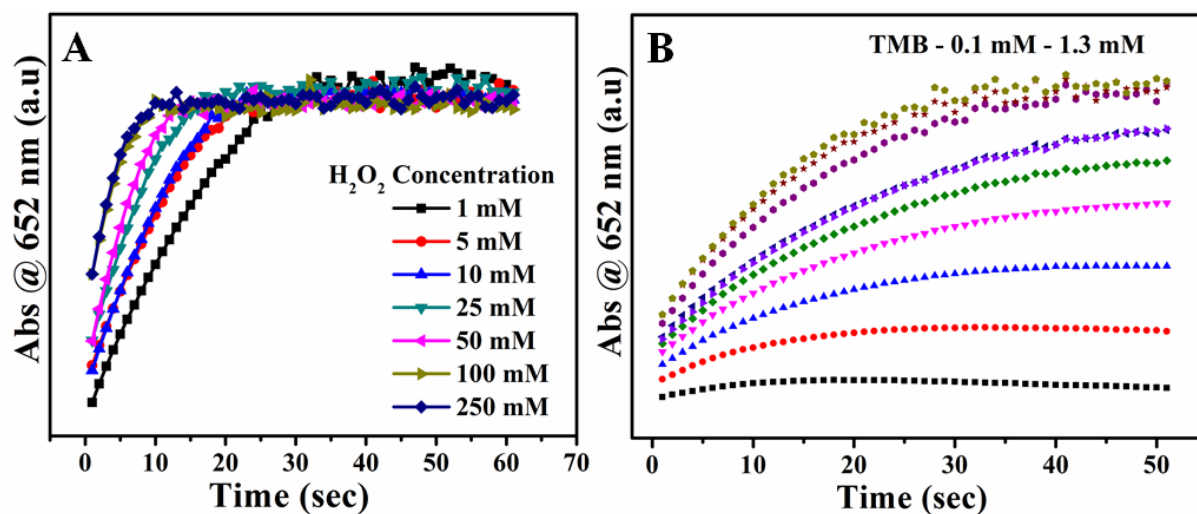 A
Abs @ 652 nm (a.u)
H₂O₂ Concentration
1 mM
5 mM
10 mM
25 mM
50 mM
100 mM
250 mM
0 10 20 30 40 50 60 70
Time (sec)
B
TMB - 0.1 mM - 1.3 mM
Abs @ 652 nm (a.u)
0 10 20 30 40 50
Time (sec)